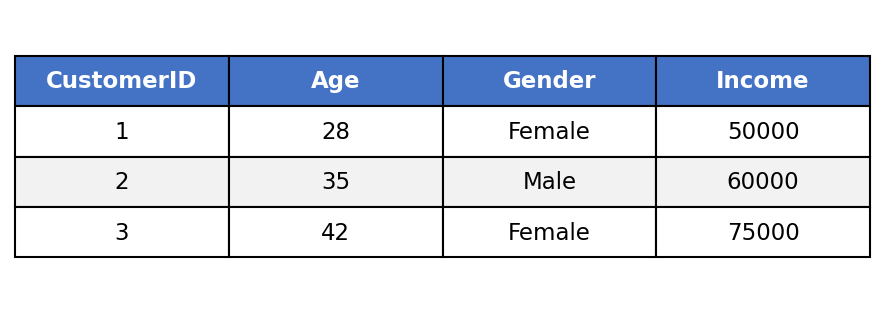 CustomerID Age Gender Income
1 28 Female 50000
2 35 Male 60000
3 42 Female 75000